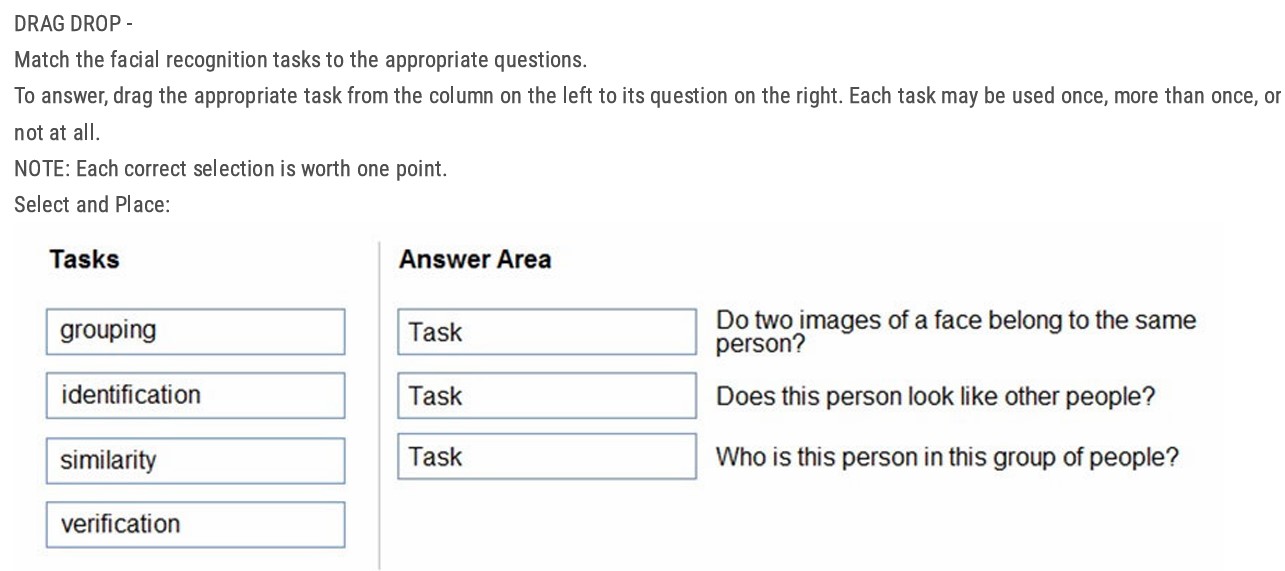 DRAG DROP -
Match the facial recognition tasks to the appropriate questions.
To answer, drag the appropriate task from the column on the left to its question on the right. Each task may be used once, more than once, or
not at all.
NOTE: Each correct selection is worth one point.
Select and Place:
Tasks
Answer Area
grouping
identification
similarity
verification
Task
Do two images of a face belong to the same
person?
Task
Does this person look like other people?
Task
Who is this person in this group of people?